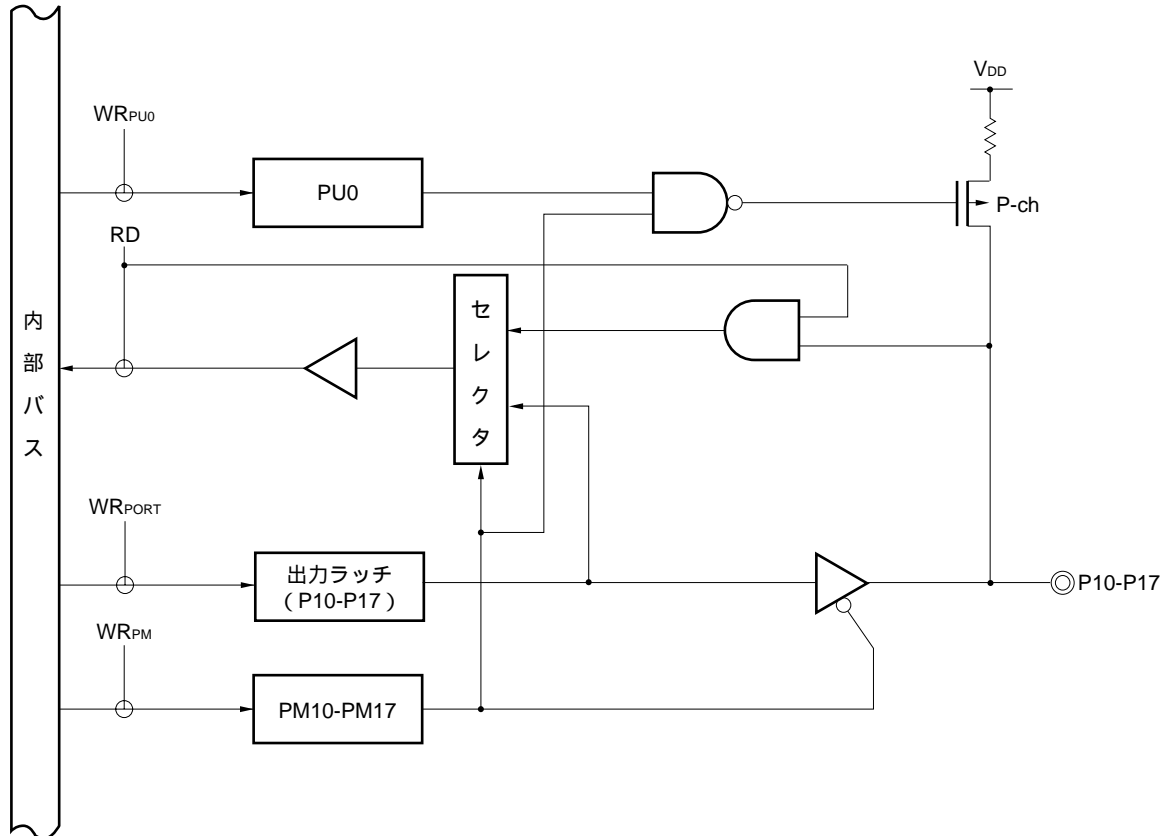 VDD
WRPU0
PU0
P-ch
RD
セレクタ
内部バス
WRPORT
出力ラッチ
(P10-P17)
P10-P17
WRPM
PM10-PM17